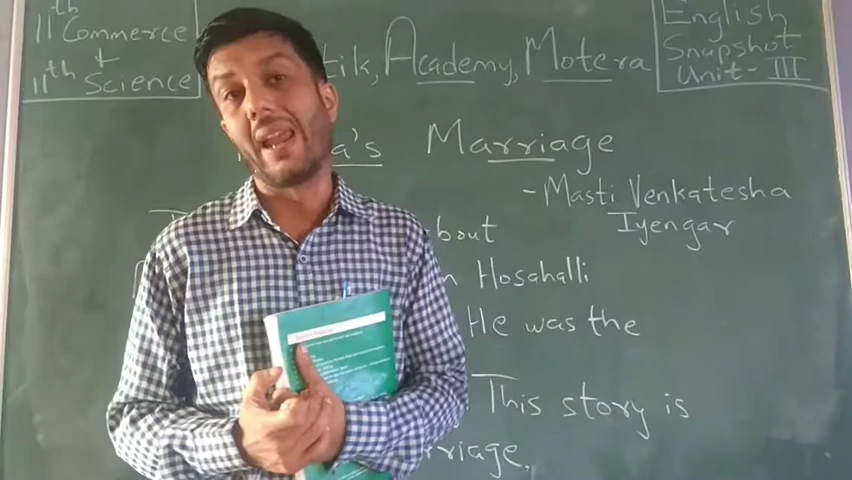 11th Commerce
+
11th Science
tik, Academy, Motera
English
Snapshot
Unit - III
a's Marriage
- Masti Venkatesha
Iyengar
bout
n Hosahalli
He was the
This story is
rriage.